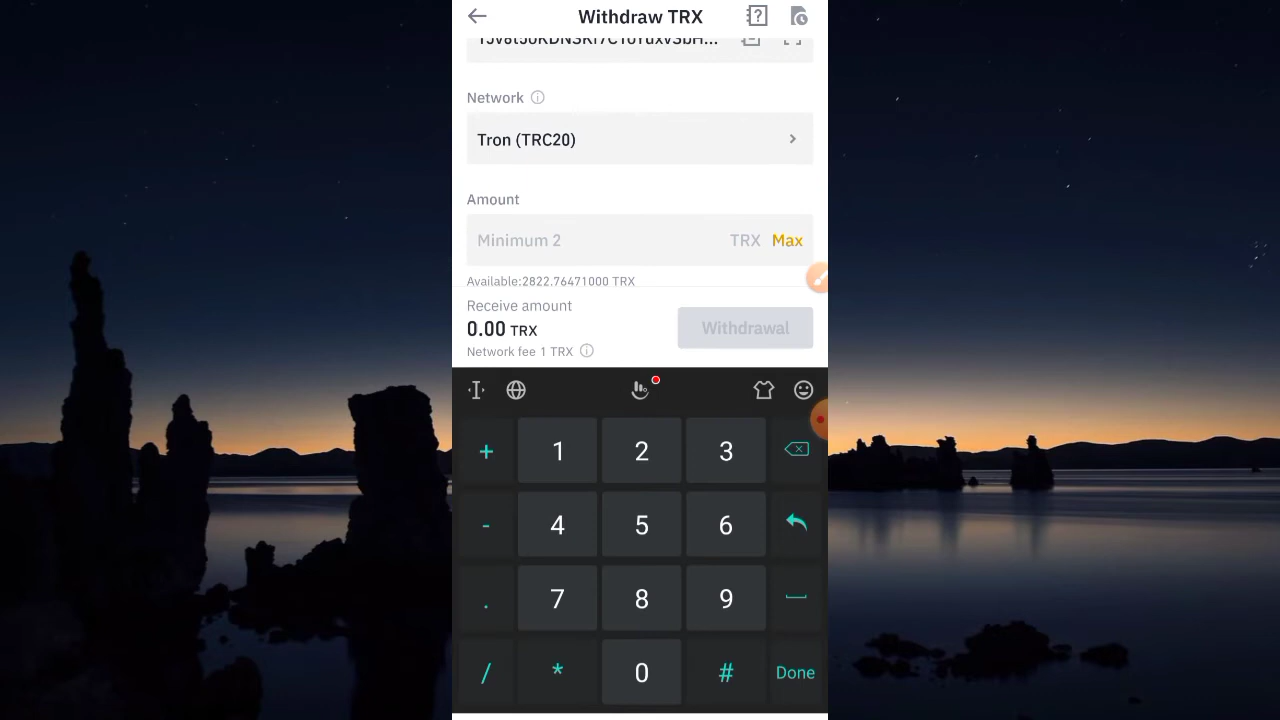 Withdraw TRX
Network
Tron (TRC20)
Amount
Minimum 2 TRX Max
Available:2822.76471000 TRX
Receive amount
0.00 TRX
Withdrawal
Network fee 1 TRX
+ 1 2 3
- 4 5 6
. 7 8 9
/ * 0 # Done